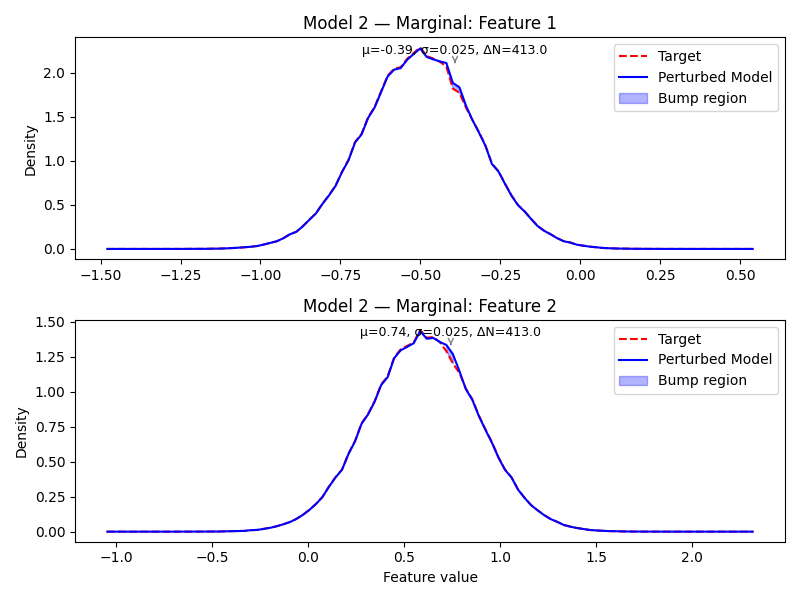 Model 2 — Marginal: Feature 1
μ=-0.39, σ=0.025, ΔN=413.0
Target
Perturbed Model
Bump region
Density
2.0
1.5
1.0
0.5
0.0
−1.50 −1.25 −1.00 −0.75 −0.50 −0.25 0.00 0.25 0.50
Model 2 — Marginal: Feature 2
μ=0.74, σ=0.025, ΔN=413.0
Target
Perturbed Model
Bump region
Density
1.50
1.25
1.00
0.75
0.50
0.25
0.00
−1.0 −0.5 0.0 0.5 1.0 1.5 2.0
Feature value